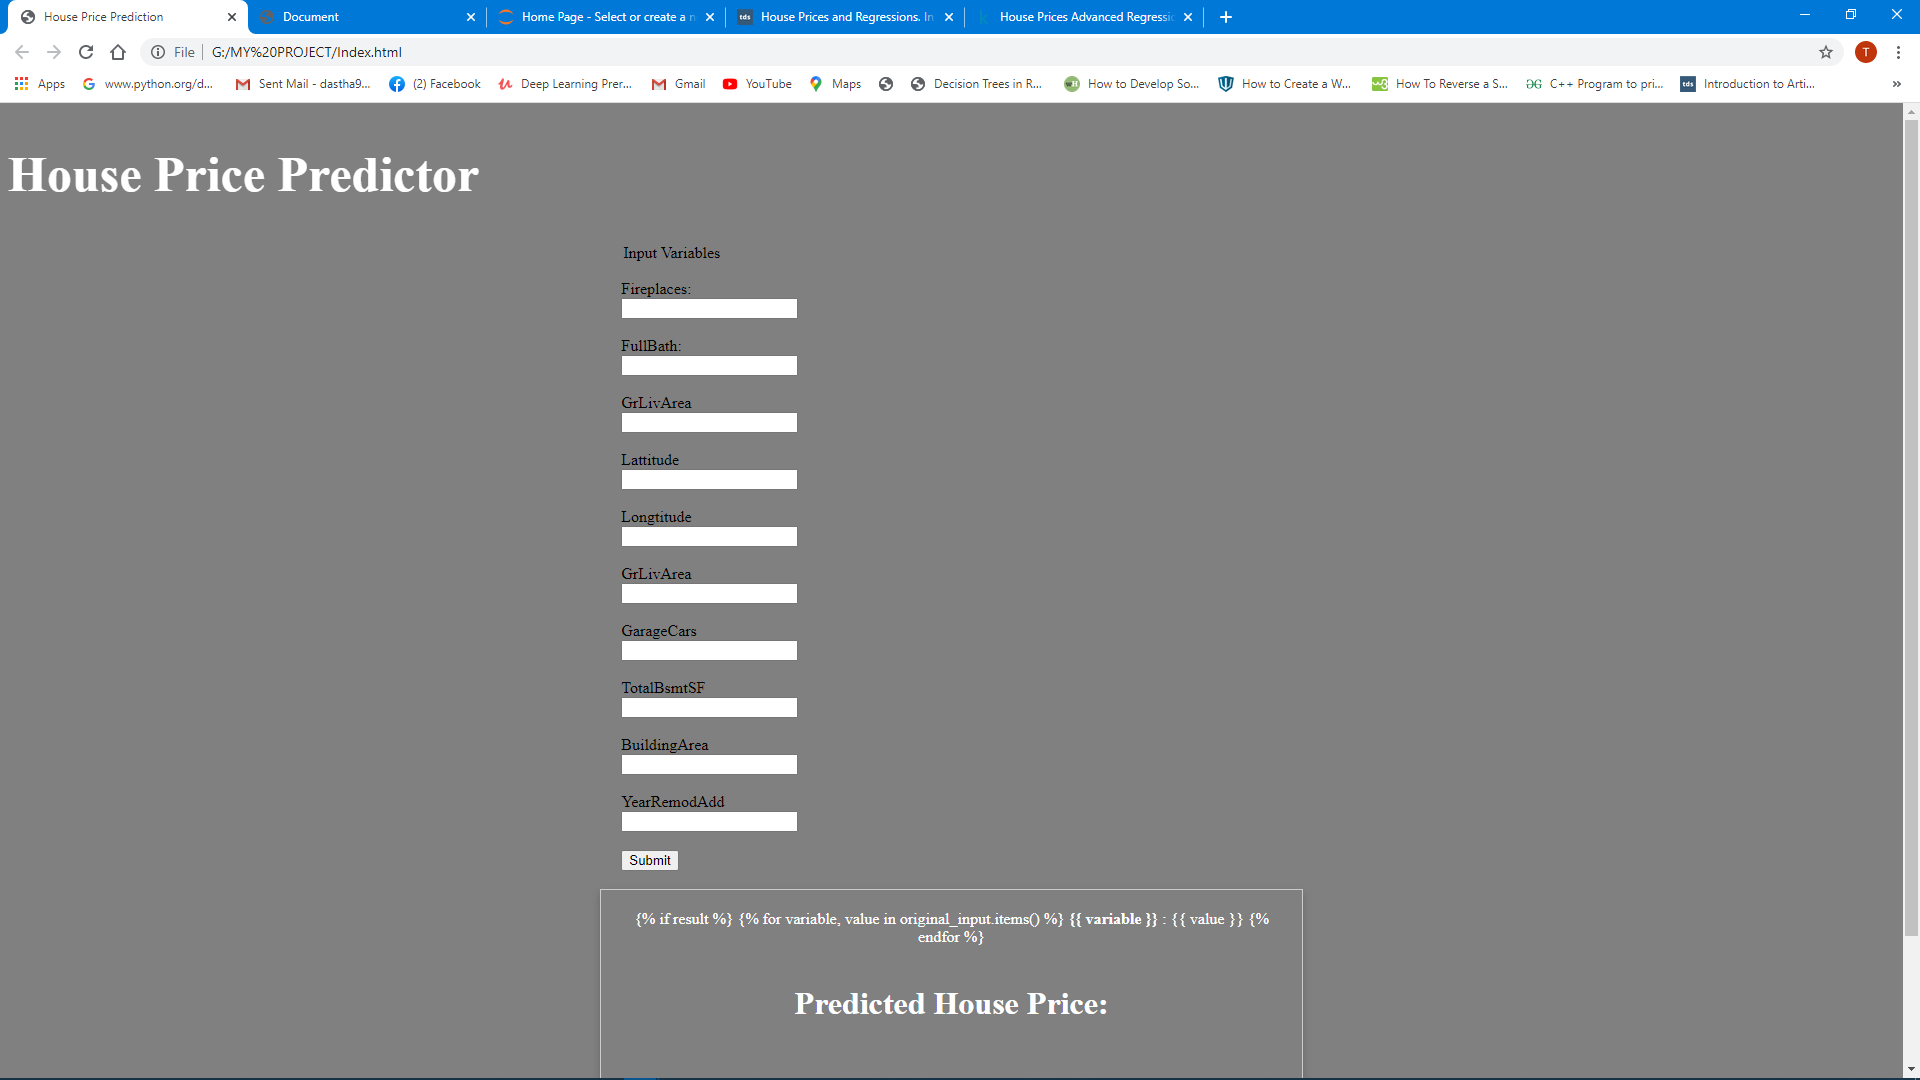 House Price Prediction
Document
Home Page - Select or create a n
tds House Prices and Regressions. In
House Prices Advanced Regressi
File G:/MY%20PROJECT/Index.html
T
Apps
www.python.org/d...
Sent Mail - dastha9...
(2) Facebook
Deep Learning Prer...
Gmail
YouTube
Maps
Decision Trees in R...
How to Develop So...
How to Create a W...
How To Reverse a S...
C++ Program to pri...
tds Introduction to Arti...
»
House Price Predictor
Input Variables
Fireplaces:
FullBath:
GrLivArea
Lattitude
Longtitude
GrLivArea
GarageCars
TotalBsmtSF
BuildingArea
YearRemodAdd
Submit
{% if result %} {% for variable, value in original_input.items() %} {{ variable }} : {{ value }} {%
endfor %}
Predicted House Price: